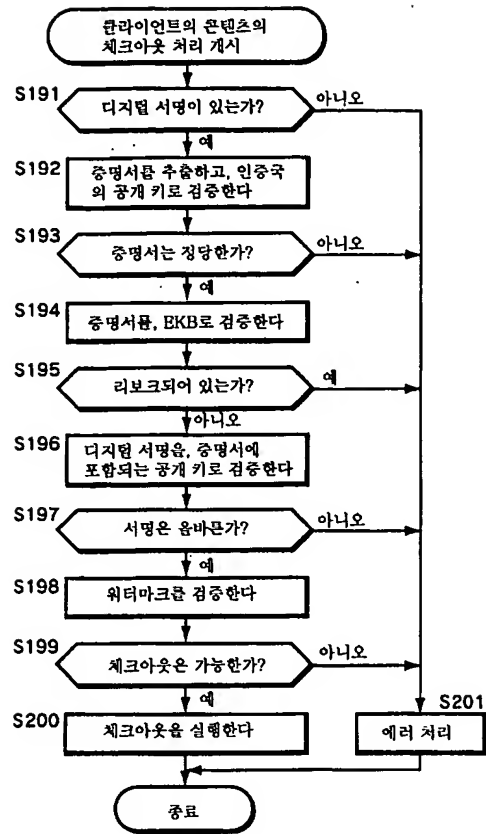 클라이언트의 콘텐츠의
체크아웃 처리 개시
S191
디지털 서명이 있는가?
아니오
예
S192
증명서를 추출하고, 인증국
의 공개 키로 검증한다
S193
증명서는 정당한가?
아니오
예
S194
증명서를, EKB로 검증한다
S195
리보크되어 있는가?
예
아니오
S196
디지털 서명을, 증명서에
포함되는 공개 키로 검증한다
S197
서명은 올바른가?
아니오
예
S198
워터마크를 검증한다
S199
체크아웃은 가능한가?
아니오
예
S200
체크아웃을 실행한다
S201
에러 처리
종료